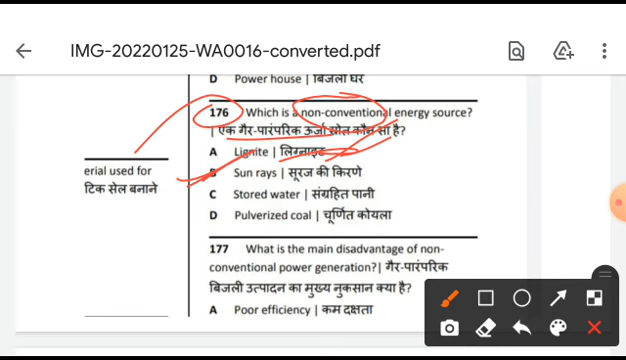 IMG-20220125-WA0016-converted.pdf
D Power house | बिजली घर
176 Which is a non-conventional energy source?
| एक गैर-पारंपरिक ऊर्जा स्रोत कौन सा है?
A Lignite | लिग्नाइट
erial used for
B Sun rays | सूरज की किरणे
टिक सेल बनाने
C Stored water | संग्रहित पानी
D Pulverized coal | चूर्णित कोयला
177 What is the main disadvantage of non-
conventional power generation?| गैर-पारंपरिक
बिजली उत्पादन का मुख्य नुकसान क्या है?
A Poor efficiency | कम दक्षता